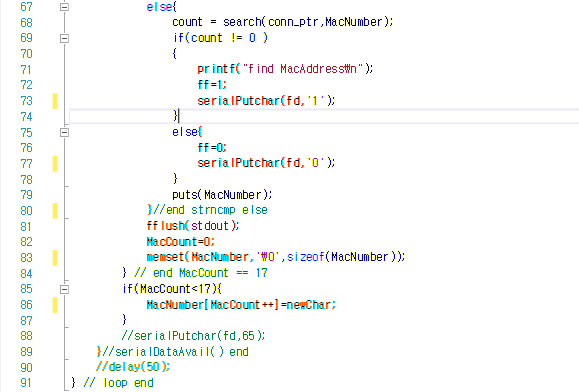 67 else{
68 count = search(conn_ptr,MacNumber);
69 if(count != 0 )
70 {
71 printf("find MacAddress₩n");
72 ff=1;
73 serialPutchar(fd,'1');
74 }
75 else{
76 ff=0;
77 serialPutchar(fd,'0');
78 }
79 puts(MacNumber);
80 }//end strncmp else
81 fflush(stdout);
82 MacCount=0;
83 memset(MacNumber,'₩0',sizeof(MacNumber));
84 } // end MacCount == 17
85 if(MacCount<17){
86 MacNumber[MacCount++]=newChar;
87 }
88 //serialPutchar(fd,65);
89 }//serialDataAvail() end
90 //delay(50);
91 } // loop end